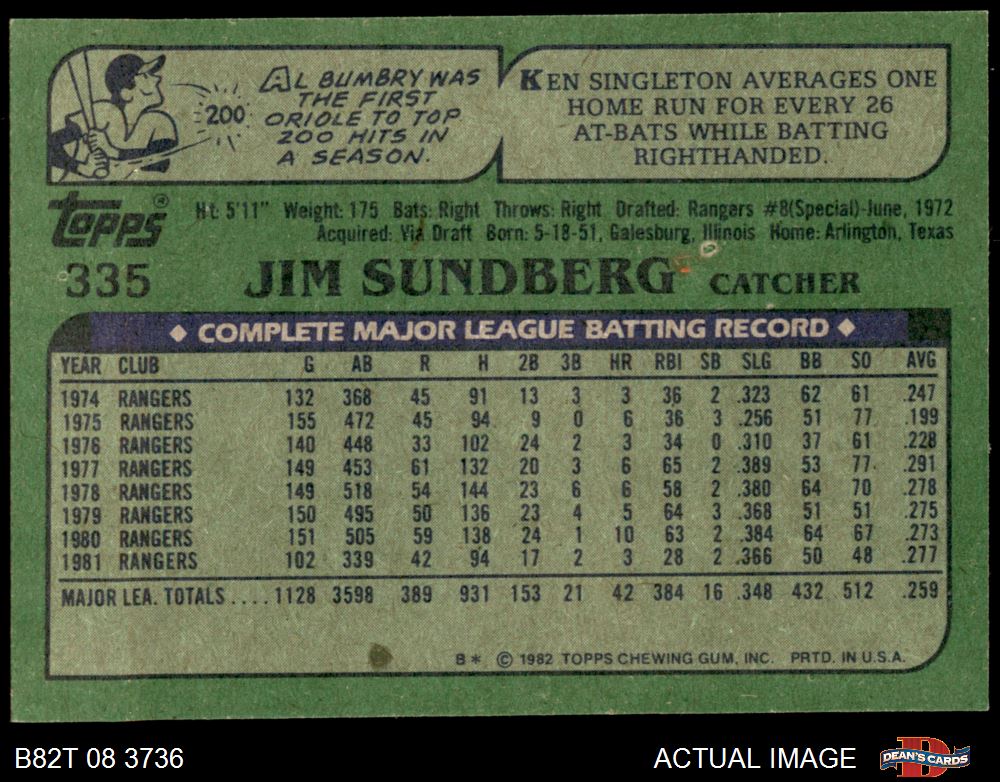 200
AL BUMBRY WAS
THE FIRST
ORIOLE TO TOP
200 HITS IN
A SEASON.
KEN SINGLETON AVERAGES ONE
HOME RUN FOR EVERY 26
AT-BATS WHILE BATTING
RIGHTHANDED.
topps®
Ht: 5'11" Weight: 175 Bats: Right Throws: Right Drafted: Rangers #8(Special)-June, 1972
Acquired: Via Draft Born: 5-18-51, Galesburg, Illinois Home: Arlington, Texas
335 JIM SUNDBERG CATCHER
◆ COMPLETE MAJOR LEAGUE BATTING RECORD ◆
YEAR CLUB G AB R H 2B 3B HR RBI SB SLG BB SO AVG
1974 RANGERS 132 368 45 91 13 3 3 36 2 .323 62 61 .247
1975 RANGERS 155 472 45 94 9 0 6 36 3 .256 51 77 .199
1976 RANGERS 140 448 33 102 24 2 3 34 0 .310 37 61 .228
1977 RANGERS 149 453 61 132 20 3 6 65 2 .389 53 77 .291
1978 RANGERS 149 518 54 144 23 6 6 58 2 .380 64 70 .278
1979 RANGERS 150 495 50 136 23 4 5 64 3 .368 51 51 .275
1980 RANGERS 151 505 59 138 24 1 10 63 2 .384 64 67 .273
1981 RANGERS 102 339 42 94 17 2 3 28 2 .366 50 48 .277
MAJOR LEA. TOTALS .... 1128 3598 389 931 153 21 42 384 16 .348 432 512 .259
B* © 1982 TOPPS CHEWING GUM, INC. PRTD. IN U.S.A.
B82T 08 3736
ACTUAL IMAGE
D
DEAN'S CARDS